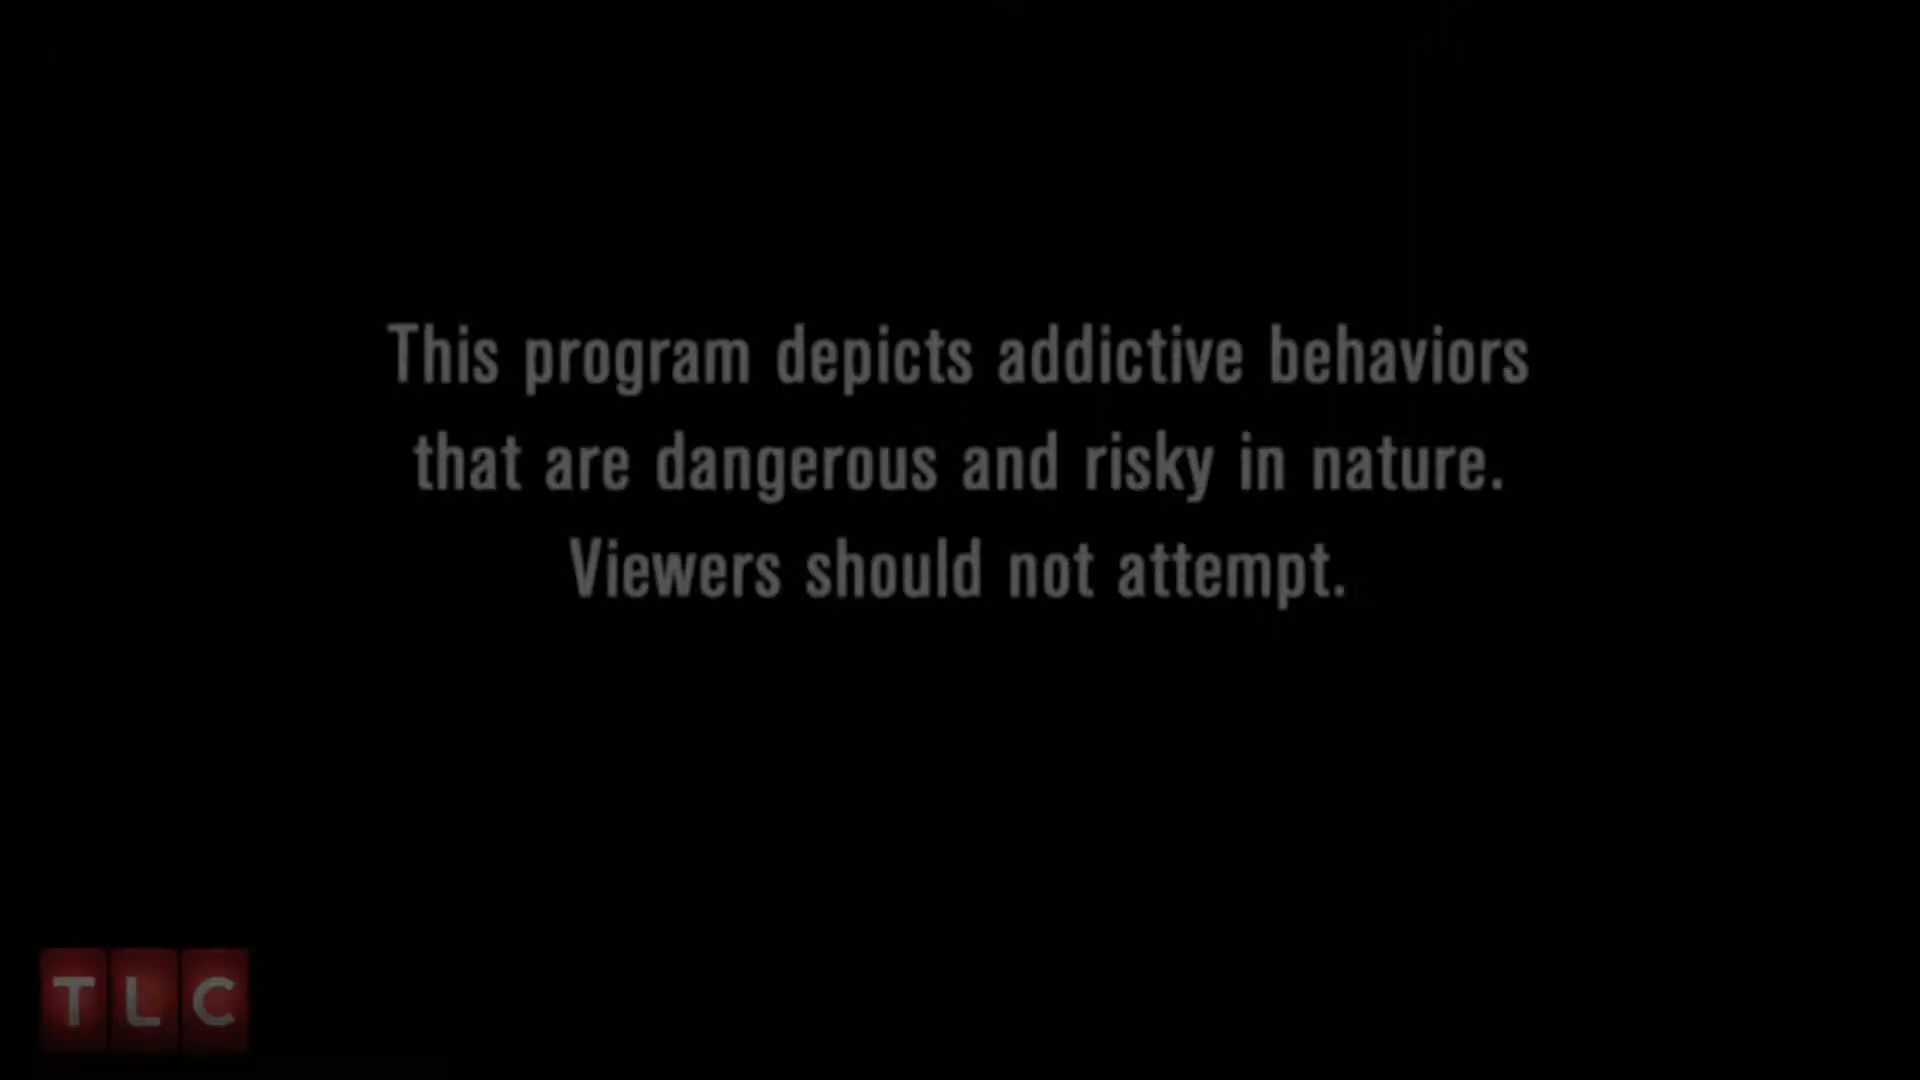 This program depicts addictive behaviors
that are dangerous and risky in nature.
Viewers should not attempt.
TLC